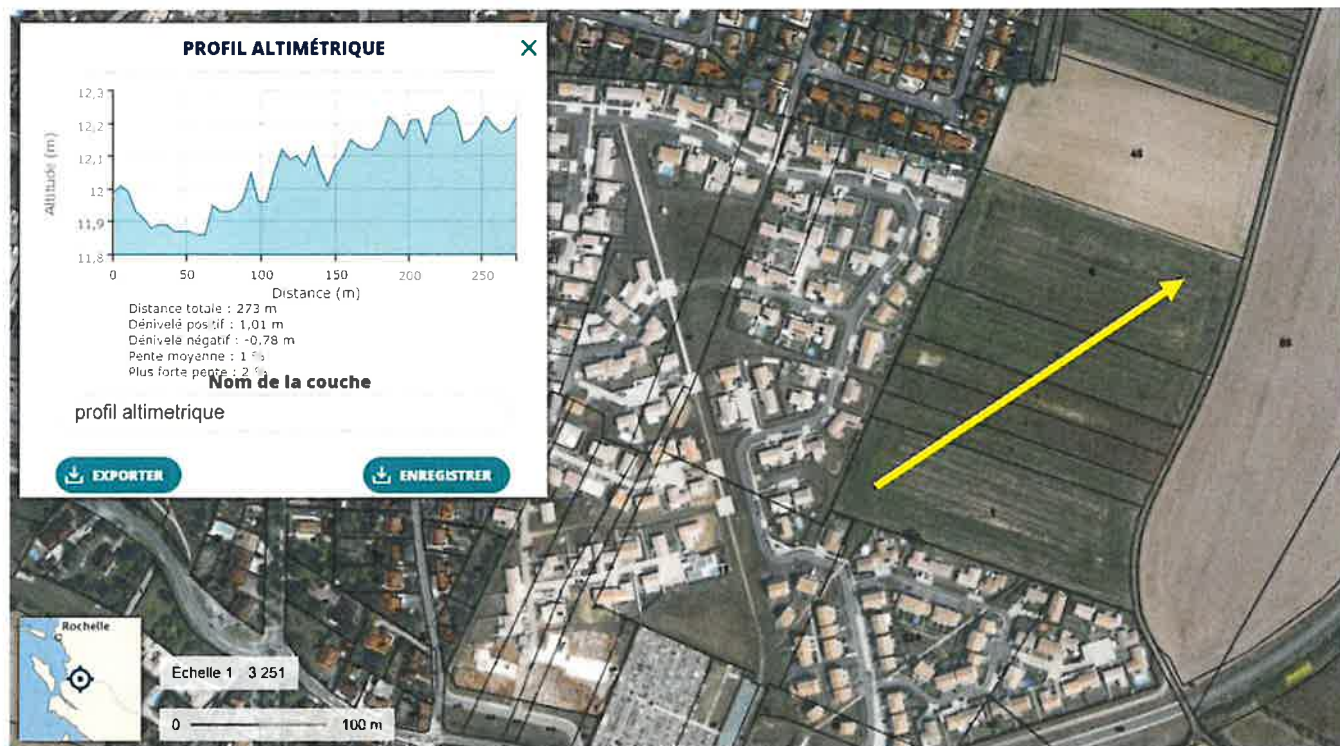 PROFIL ALTIMÉTRIQUE
12,3
12,2
12,1
12
11,9
11,8
Altitude (m)
0 50 100 150 200 250
Distance (m)
Distance totale : 273 m
Dénivelé positif : 1,01 m
Dénivelé négatif : -0,78 m
Pente moyenne : 1 %
Plus forte pente : 2 %
Nom de la couche
profil altimetrique
EXPORTER
ENREGISTRER
Rochelle
Echelle 1 3 251
0 100 m